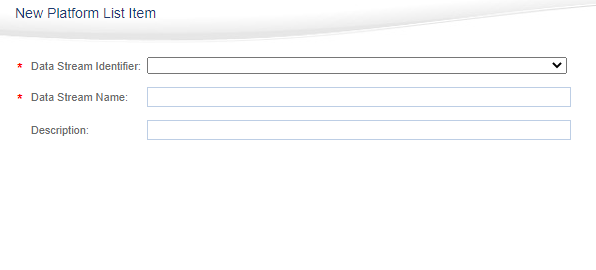 New Platform List Item
* Data Stream Identifier:
* Data Stream Name:
Description: